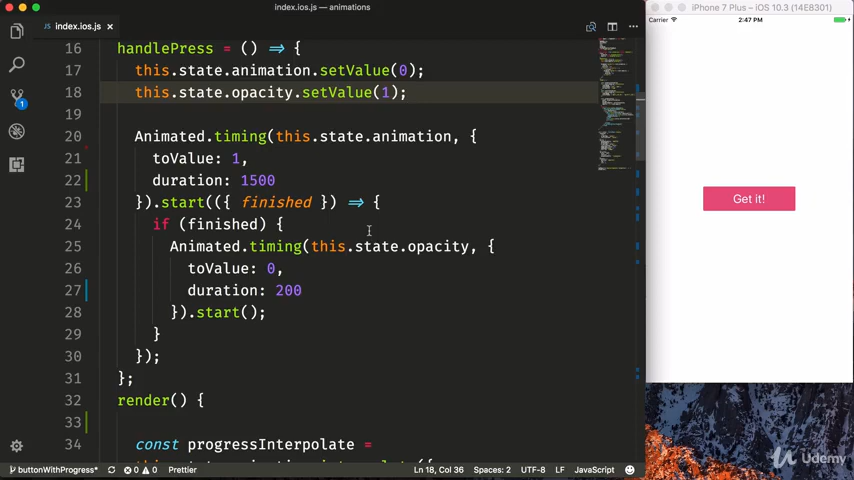 index.ios.js — animations
iPhone 7 Plus – iOS 10.3 (14E8301)
index.ios.js ×
Carrier 2:47 PM
16 handlePress = () => {
17 this.state.animation.setValue(0);
18 this.state.opacity.setValue(1);
19
20 Animated.timing(this.state.animation, {
21 toValue: 1,
22 duration: 1500
23 }).start(({ finished }) => {
24 if (finished) {
25 Animated.timing(this.state.opacity, {
26 toValue: 0,
27 duration: 200
28 }).start();
29 }
30 });
31 };
32 render() {
33
34 const progressInterpolate =
Get it!
1
buttonWithProgress* 0 0 Prettier Ln 18, Col 36 Spaces: 2 UTF-8 LF JavaScript
Udemy